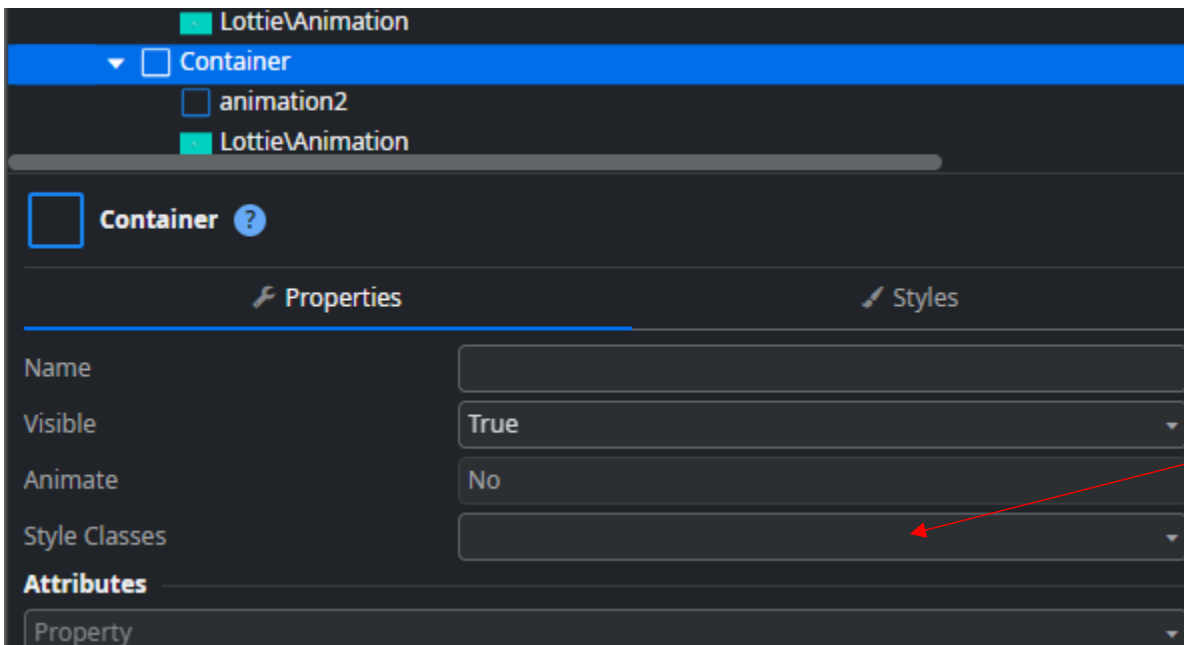 Lottie\Animation
Container
animation2
Lottie\Animation
Container ?
Properties Styles
Name
Visible True
Animate No
Style Classes
Attributes
Property